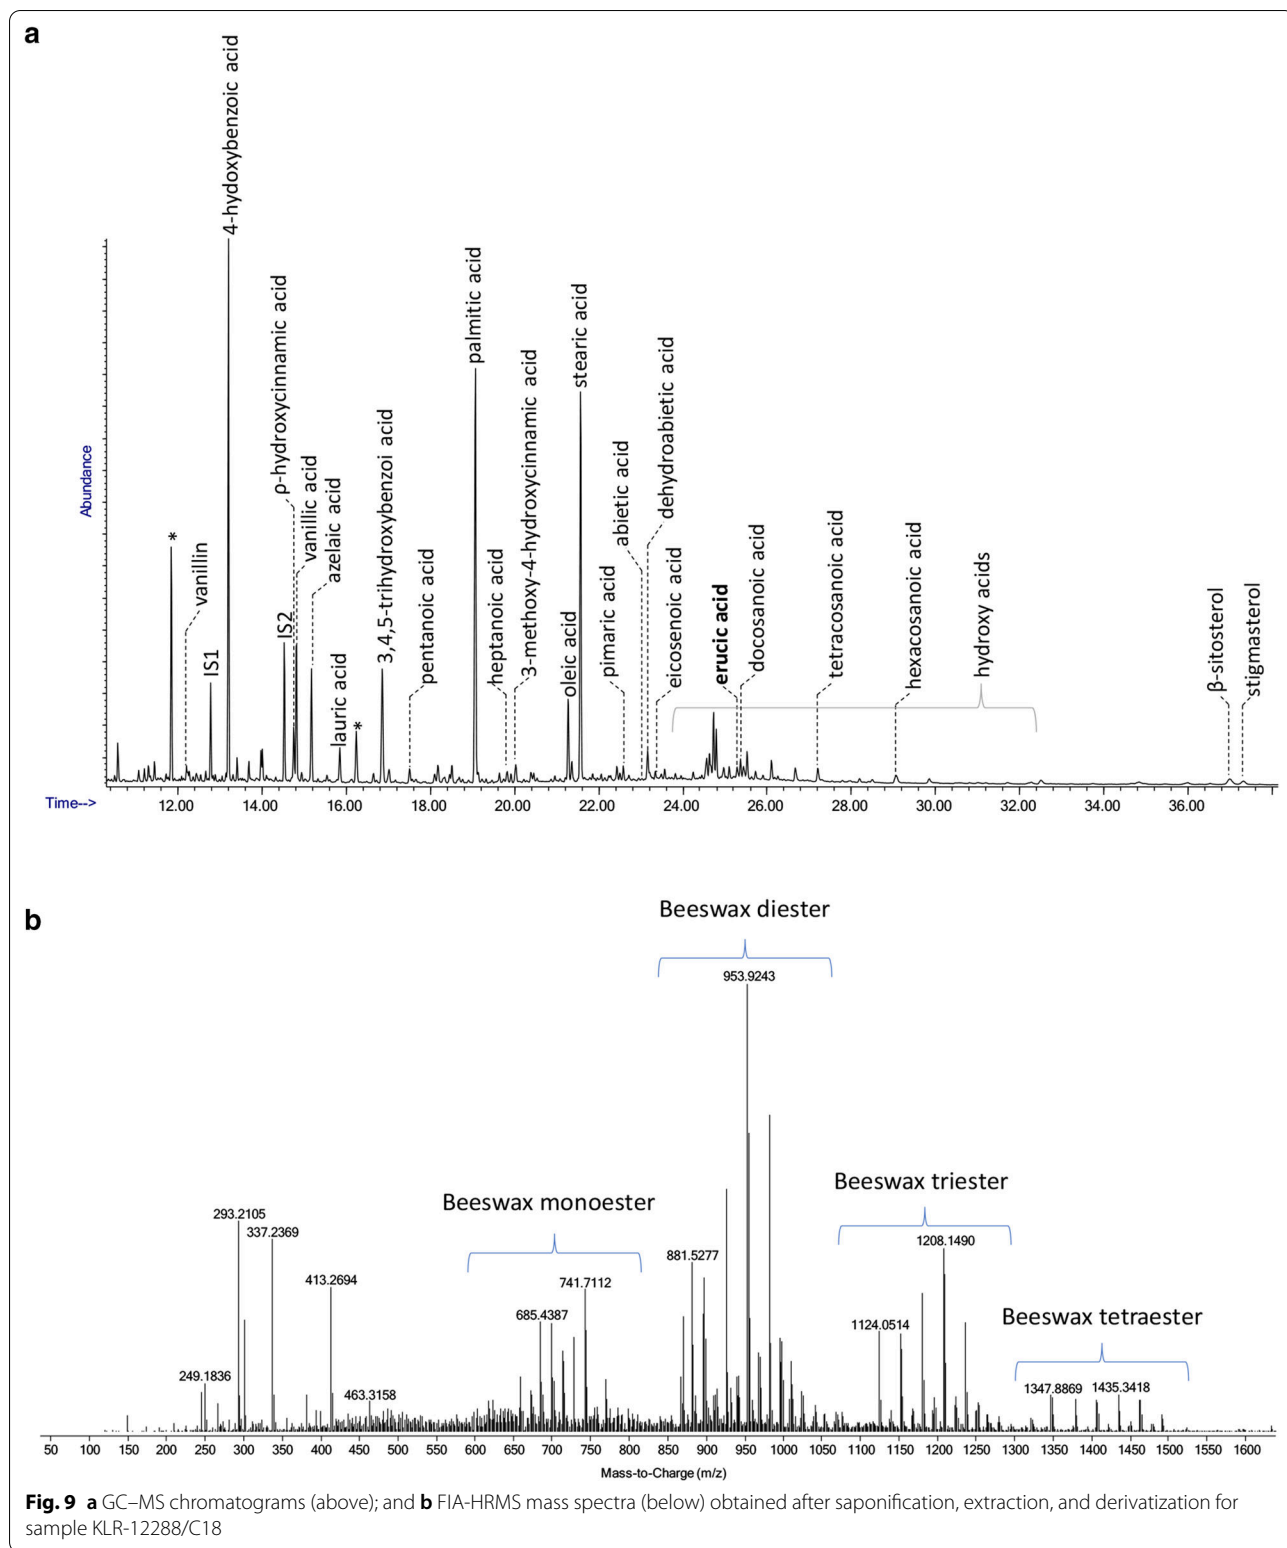 a
4-hydoxybenzoic acid
palmitic acid
ρ-hydroxycinnamic acid
stearic acid
dehydroabietic acid
3-methoxy-4-hydroxycinnamic acid
3,4,5-trihydroxybenzoi acid
abietic acid
vanillic acid
azelaic acid
Abundance
*
vanillin
IS1
IS2
lauric acid
*
pentanoic acid
heptanoic acid
oleic acid
pimaric acid
eicosenoic acid
erucic acid
docosanoic acid
tetracosanoic acid
hexacosanoic acid
hydroxy acids
β-sitosterol
stigmasterol
Time-->
12.00 14.00 16.00 18.00 20.00 22.00 24.00 26.00 28.00 30.00 32.00 34.00 36.00
b
Beeswax diester
953.9243
Beeswax monoester
Beeswax triester
293.2105
337.2369
881.5277
1208.1490
413.2694
741.7112
685.4387
1124.0514
Beeswax tetraester
249.1836
463.3158
1347.8869
1435.3418
50 100 150 200 250 300 350 400 450 500 550 600 650 700 750 800 850 900 950 1000 1050 1100 1150 1200 1250 1300 1350 1400 1450 1500 1550 1600
Mass-to-Charge (m/z)
Fig. 9 a GC–MS chromatograms (above); and b FIA-HRMS mass spectra (below) obtained after saponification, extraction, and derivatization for
sample KLR-12288/C18